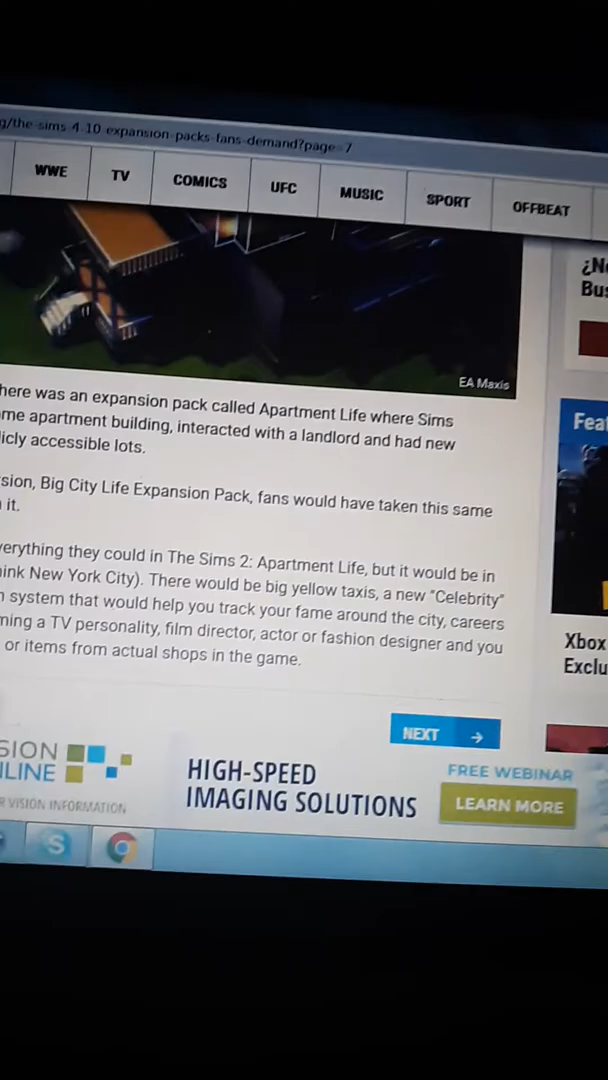 g/the-sims-4-10-expansion-packs-fans-demand?page=7
WWE TV COMICS UFC MUSIC SPORT OFFBEAT
¿N
Bus
EA Maxis
here was an expansion pack called Apartment Life where Sims
me apartment building, interacted with a landlord and had new
licly accessible lots.
sion, Big City Life Expansion Pack, fans would have taken this same
it.
verything they could in The Sims 2: Apartment Life, but it would be in
ink New York City). There would be big yellow taxis, a new "Celebrity"
system that would help you track your fame around the city, careers
ming a TV personality, film director, actor or fashion designer and you
or items from actual shops in the game.
Feat
Xbox
Exclu
NEXT →
SION
LINE
R VISION INFORMATION
HIGH-SPEED
IMAGING SOLUTIONS
FREE WEBINAR
LEARN MORE
S